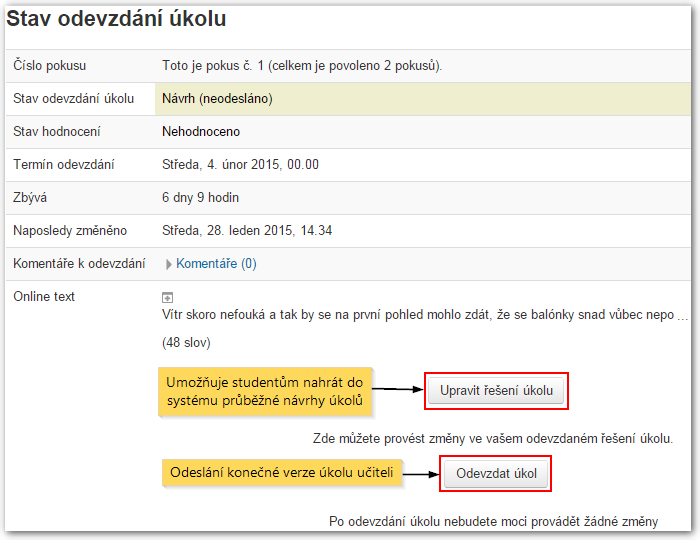 Stav odevzdání úkolu
Číslo pokusu
Toto je pokus č. 1 (celkem je povoleno 2 pokusů).
Stav odevzdání úkolu
Návrh (neodesláno)
Stav hodnocení
Nehodnoceno
Termín odevzdání
Středa, 4. únor 2015, 00.00
Zbývá
6 dny 9 hodin
Naposledy změněno
Středa, 28. leden 2015, 14.34
Komentáře k odevzdání
Komentáře (0)
Online text
Vítr skoro nefouká a tak by se na první pohled mohlo zdát, že se balónky snad vůbec nepo ...
(48 slov)
Umožňuje studentům nahrát do
systému průběžné návrhy úkolů
Upravit řešení úkolu
Zde můžete provést změny ve vašem odevzdaném řešení úkolu.
Odeslání konečné verze úkolu učiteli
Odevzdat úkol
Po odevzdání úkolu nebudete moci provádět žádné změny